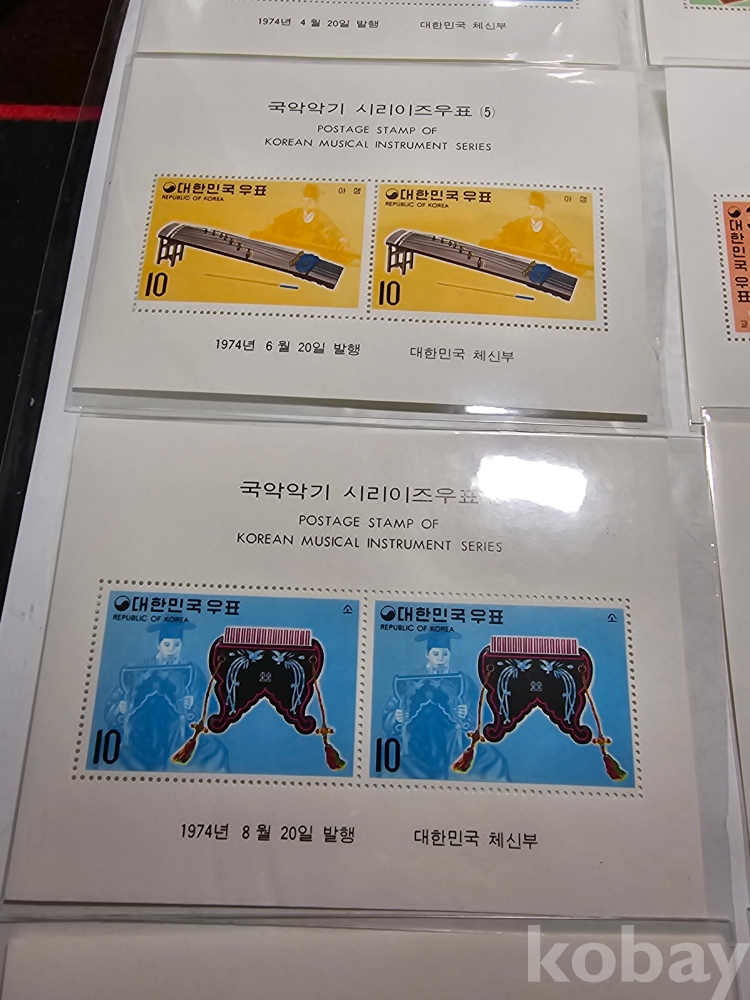 1974년 4월 20일 발행 대한민국 체신부
국악악기 시리이즈우표 (5)
POSTAGE STAMP OF
KOREAN MUSICAL INSTRUMENT SERIES
대한민국우표 아쟁
REPUBLIC OF KOREA
10
대한민국우표 아쟁
REPUBLIC OF KOREA
10
1974년 6월 20일 발행 대한민국 체신부
대한민국 우표
국악악기 시리이즈우표
POSTAGE STAMP OF
KOREAN MUSICAL INSTRUMENT SERIES
대한민국우표 소
REPUBLIC OF KOREA
10
대한민국우표 소
REPUBLIC OF KOREA
10
1974년 8월 20일 발행 대한민국 체신부
kobay